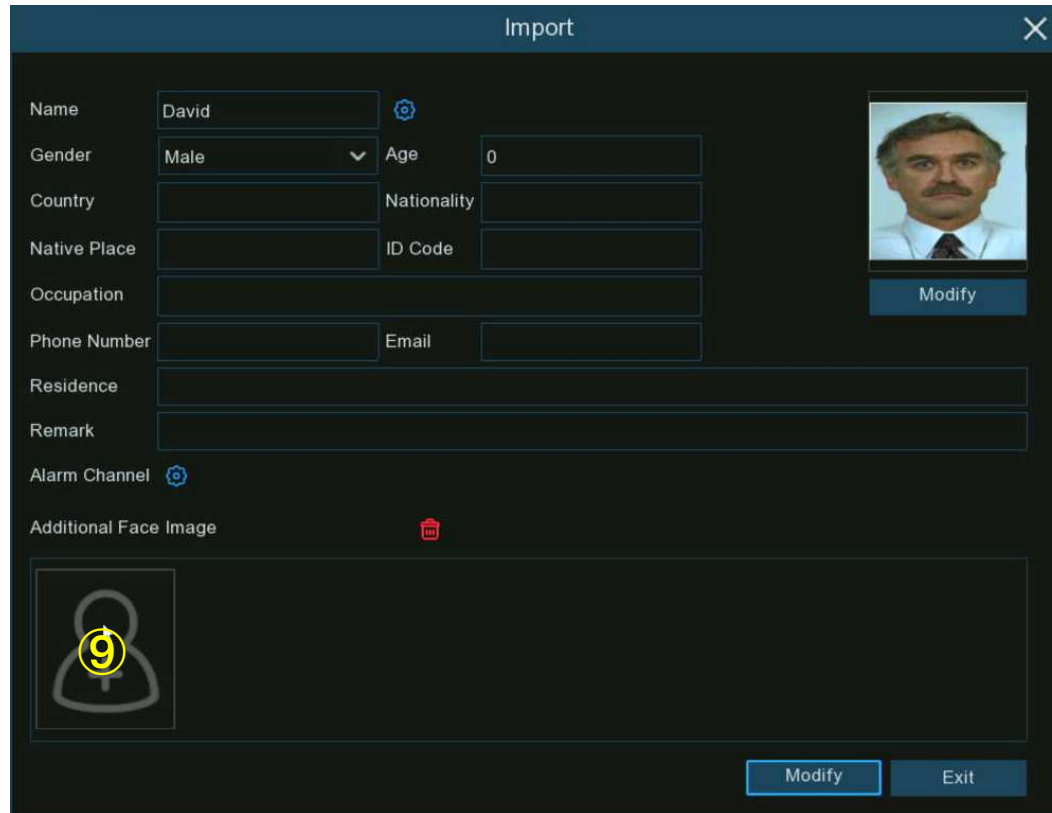 Import
Name David
Gender Male Age 0
Country Nationality
Native Place ID Code
Occupation Modify
Phone Number Email
Residence
Remark
Alarm Channel
Additional Face Image
⑨
Modify Exit